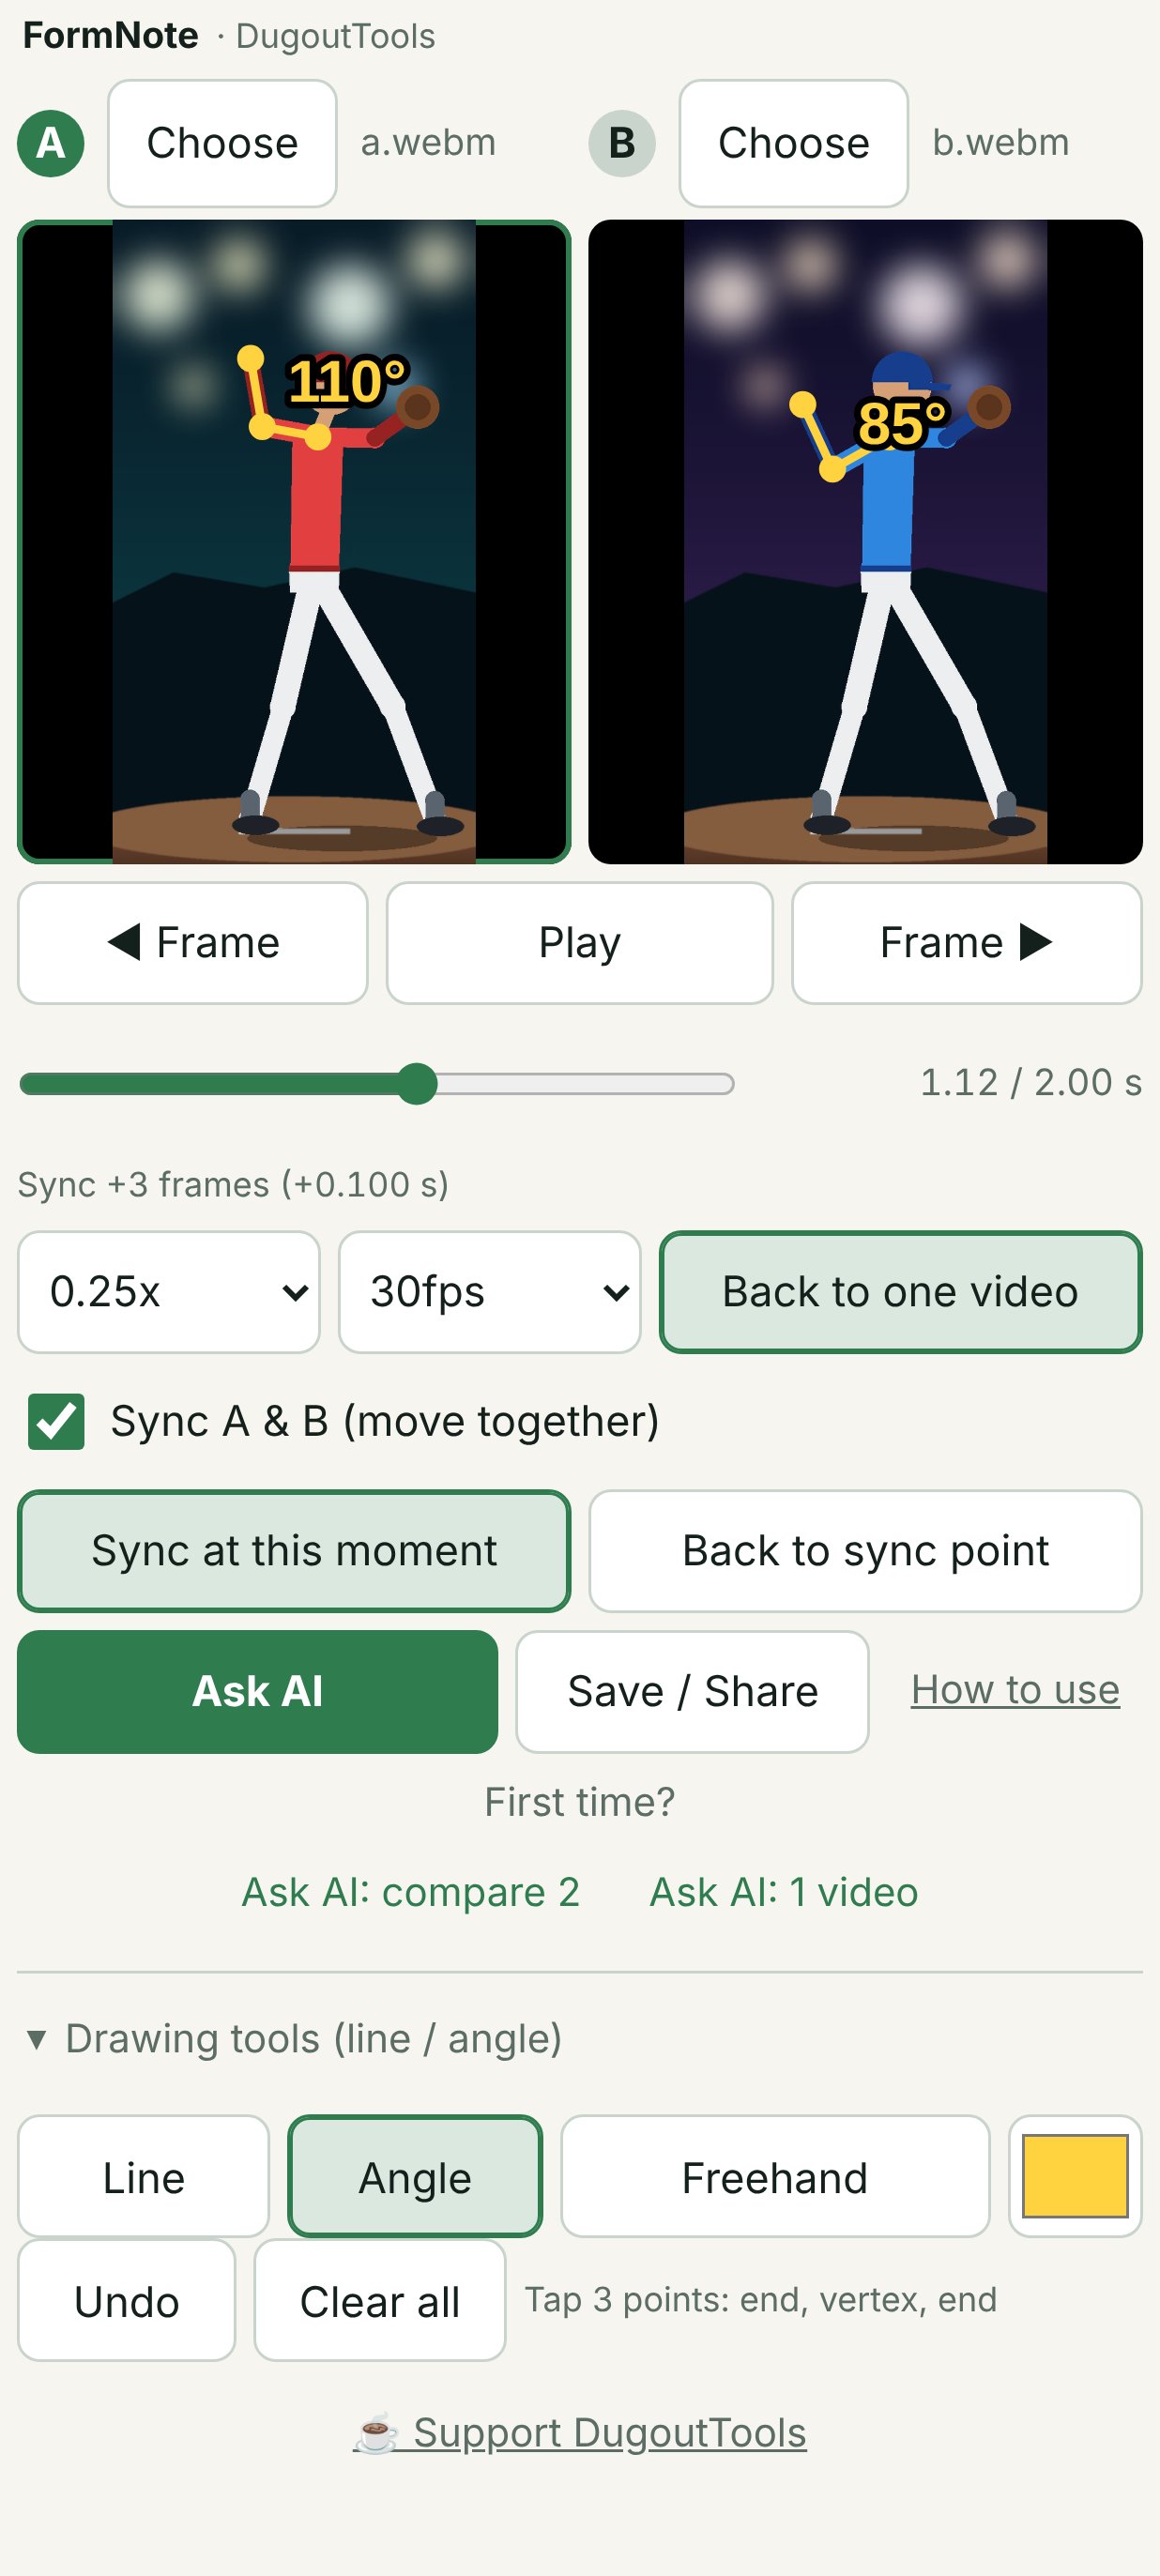 FormNote · DugoutTools
A Choose a.webm B Choose b.webm
110°
85°
◀ Frame Play Frame ▶
1.12 / 2.00 s
Sync +3 frames (+0.100 s)
0.25x 30fps Back to one video
Sync A & B (move together)
Sync at this moment Back to sync point
Ask AI Save / Share How to use
First time?
Ask AI: compare 2 Ask AI: 1 video
▼ Drawing tools (line / angle)
Line Angle Freehand
Undo Clear all Tap 3 points: end, vertex, end
☕ Support DugoutTools